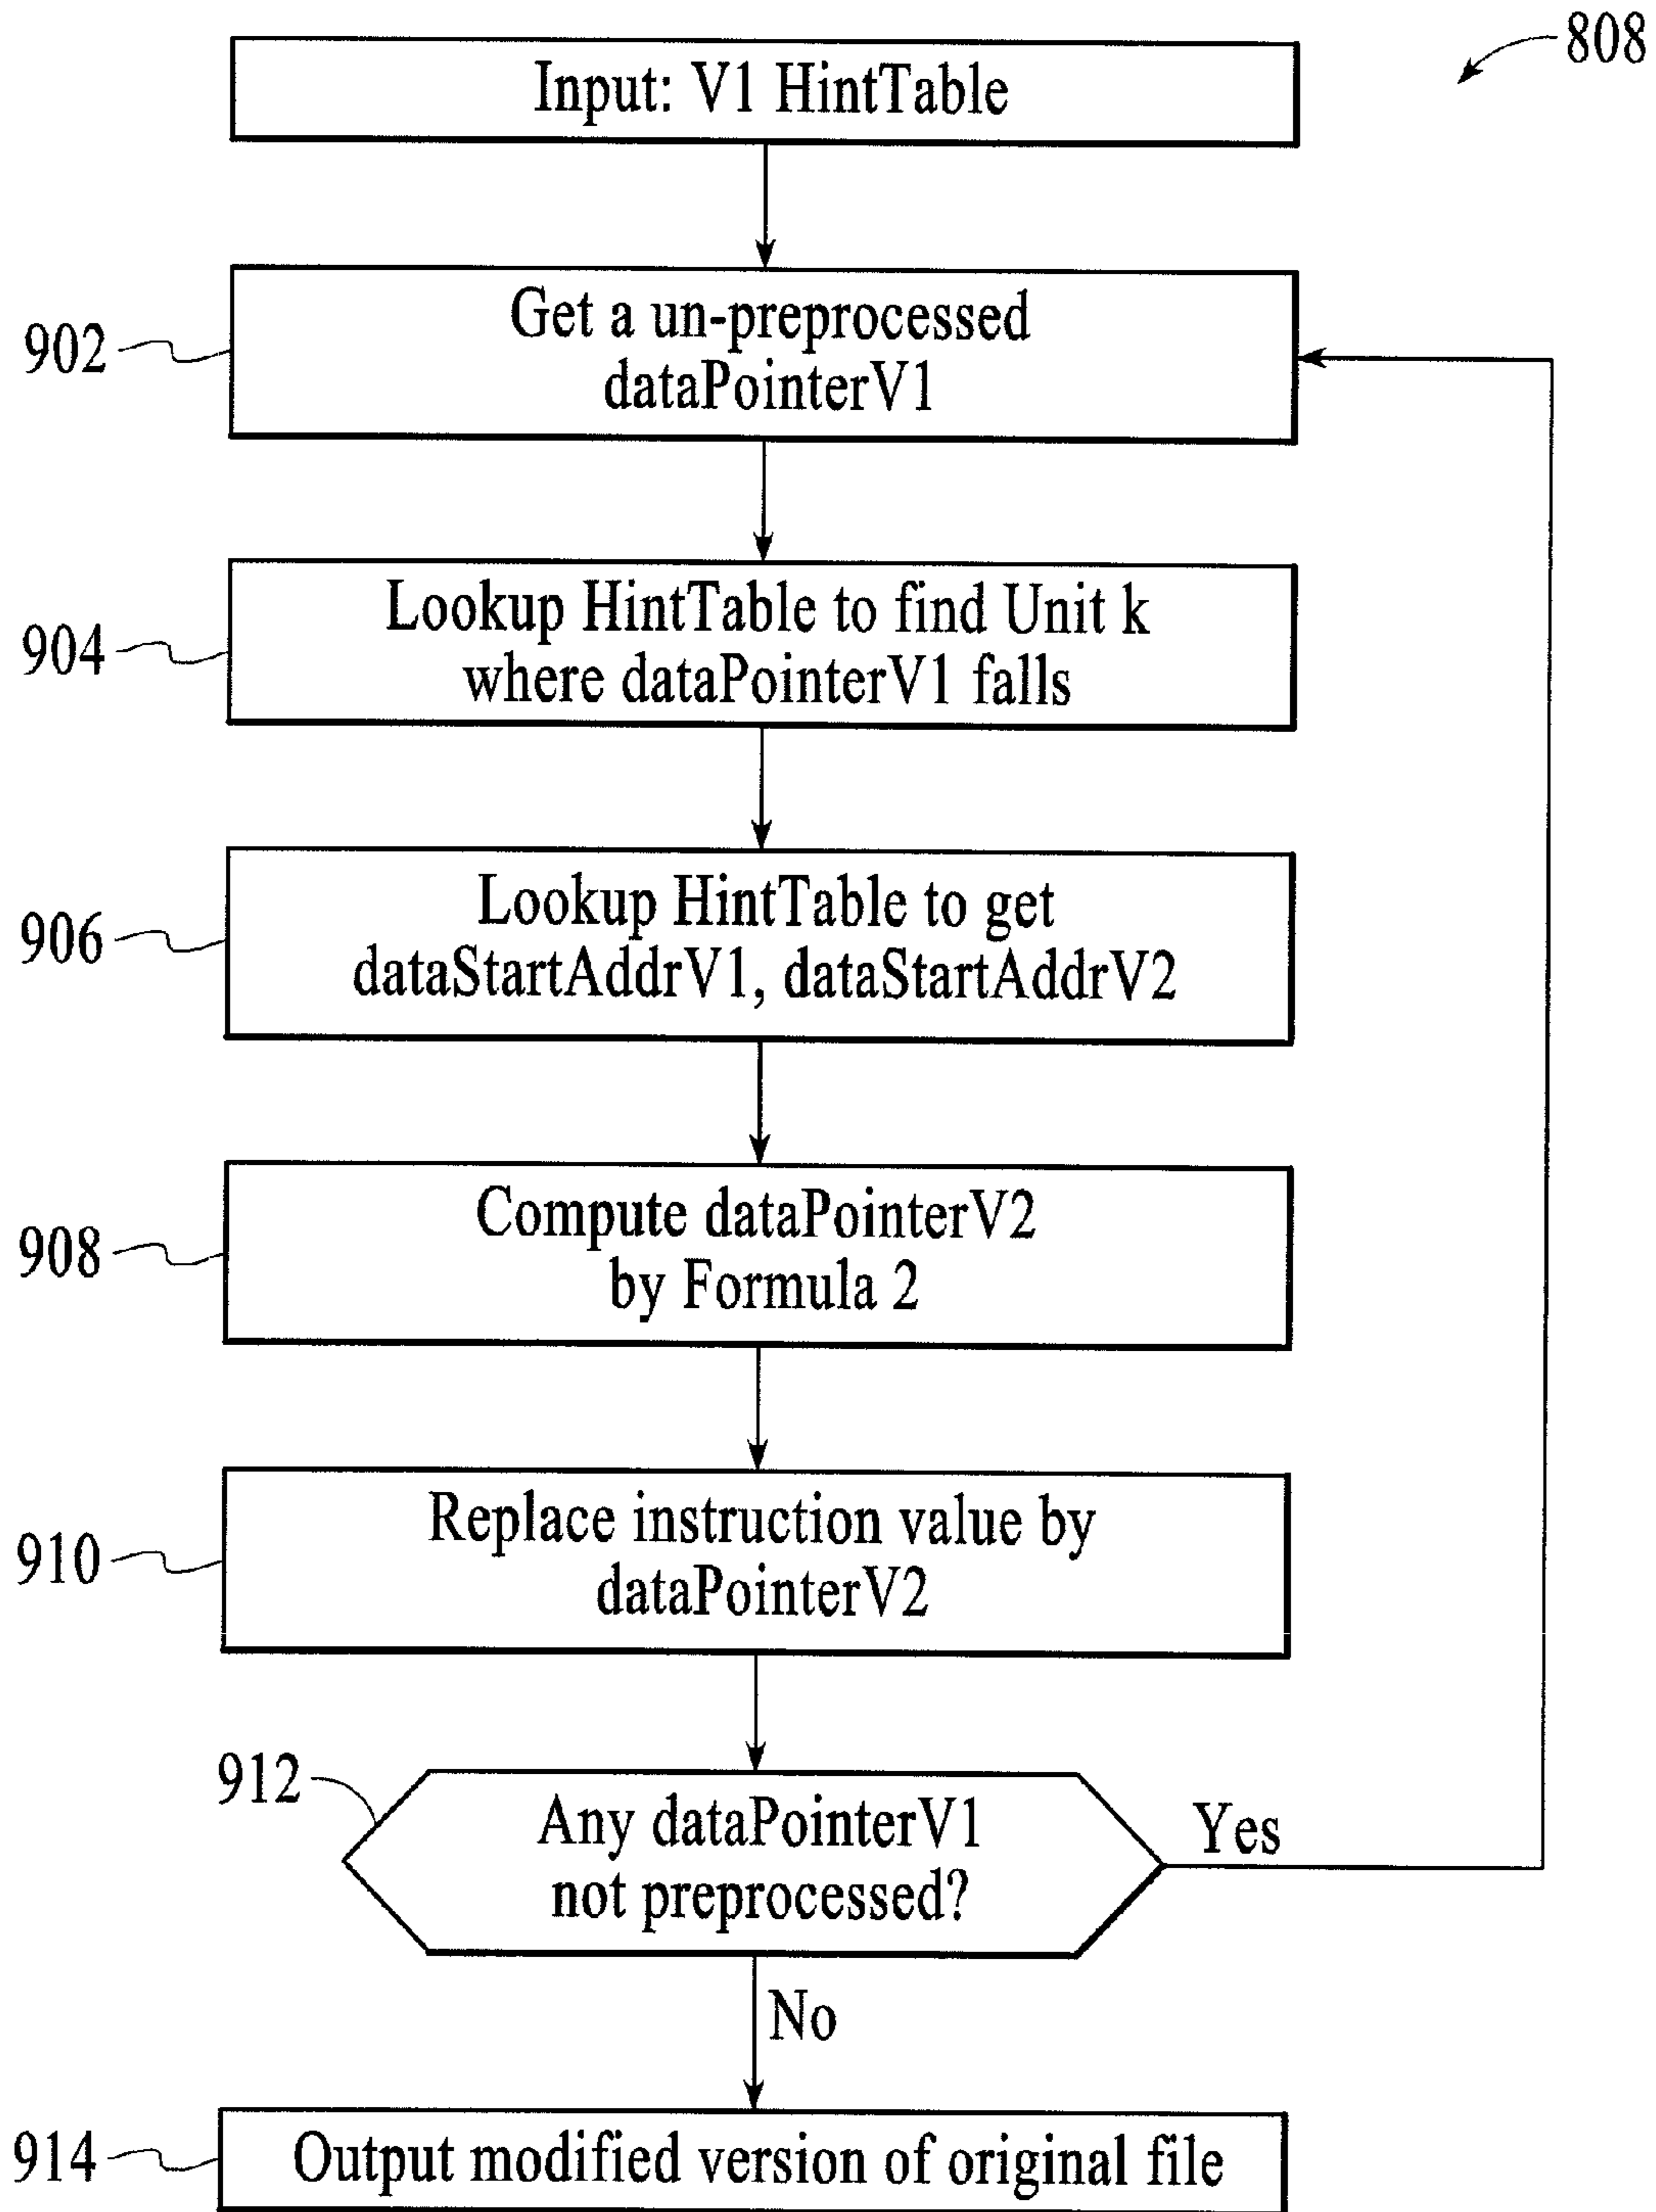 808
Input: V1 HintTable
902
Get a un-preprocessed
dataPointerV1
904
Lookup HintTable to find Unit k
where dataPointerV1 falls
906
Lookup HintTable to get
dataStartAddrV1, dataStartAddrV2
908
Compute dataPointerV2
by Formula 2
910
Replace instruction value by
dataPointerV2
912
Any dataPointerV1
not preprocessed?
Yes
No
914
Output modified version of original file